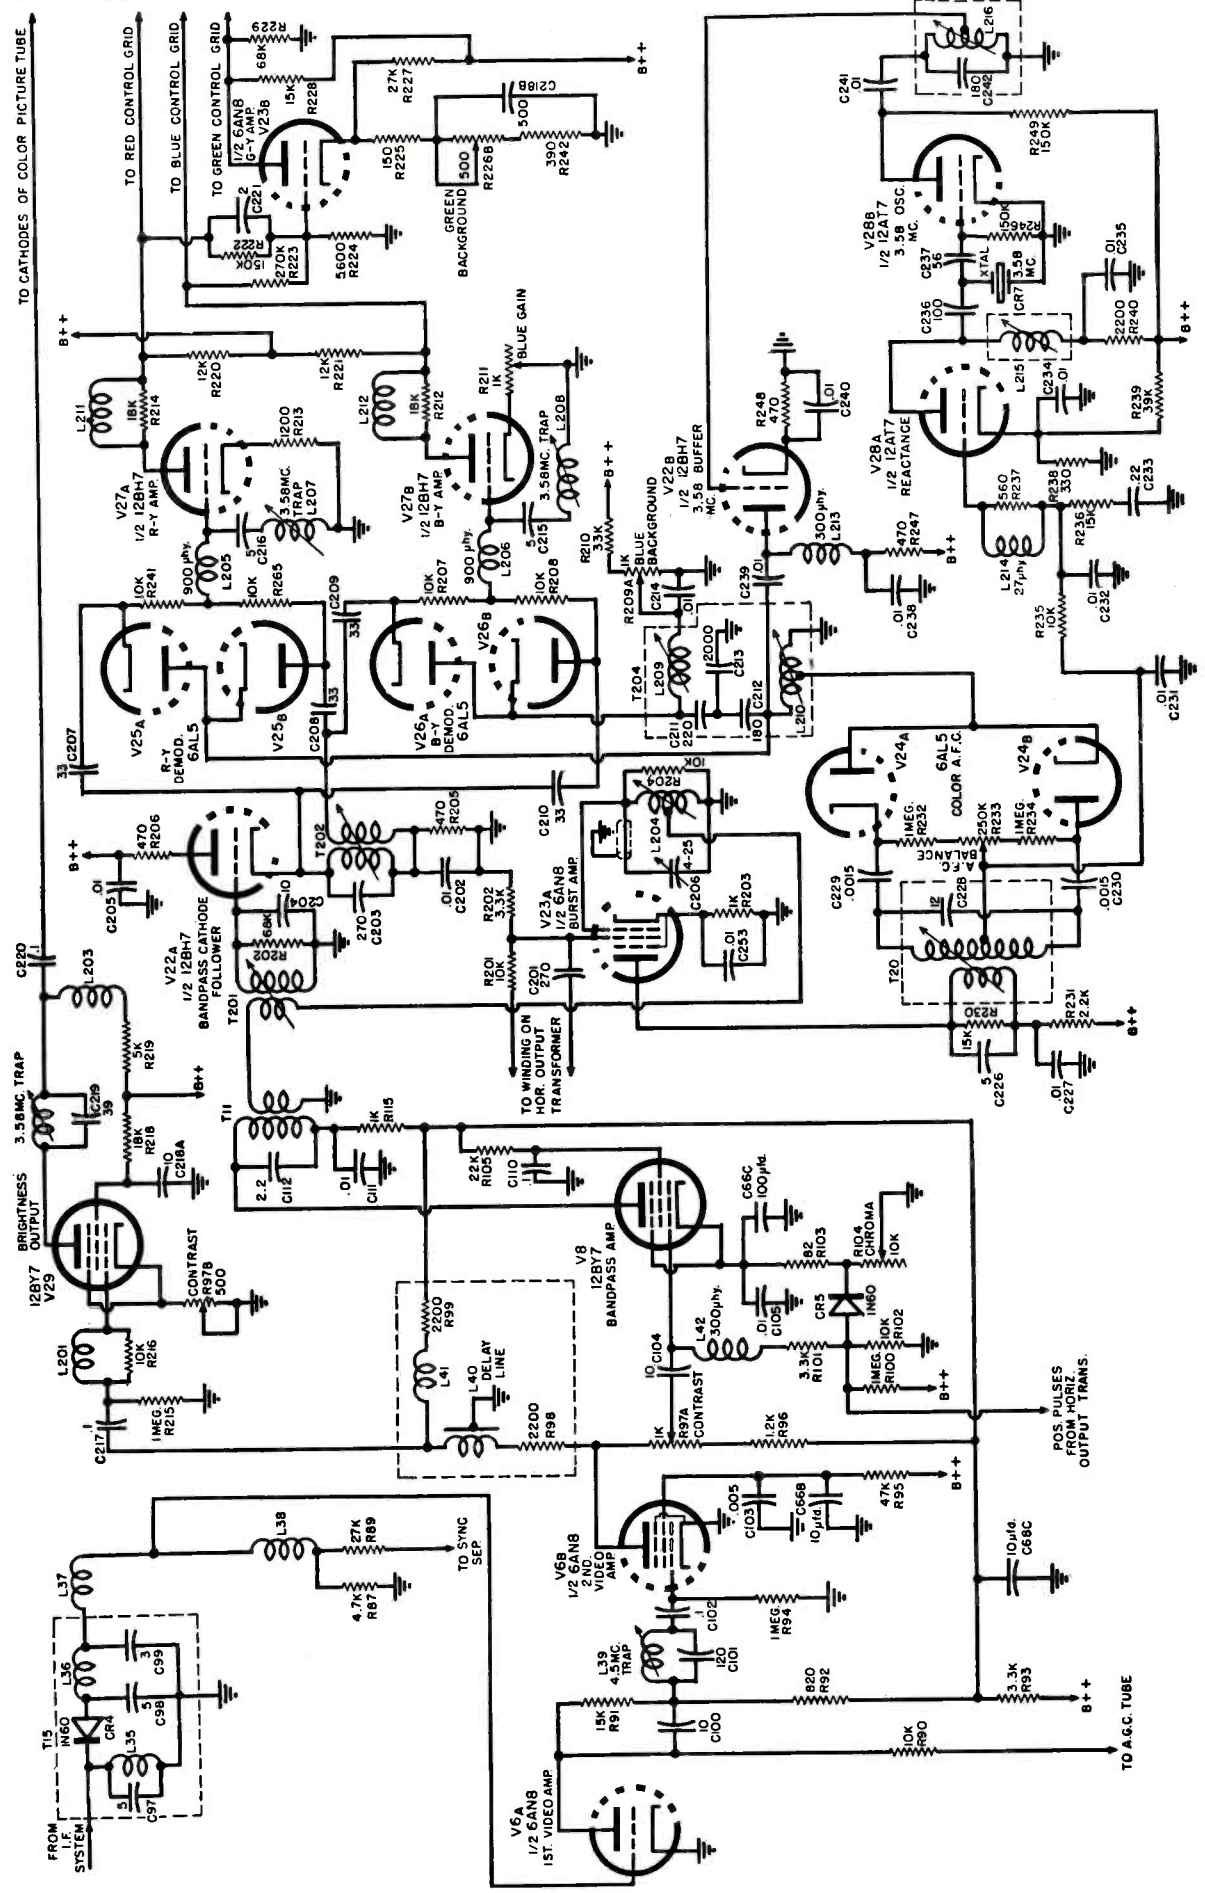 TO CATHODES OF COLOR PICTURE TUBE
TO RED CONTROL GRID
TO BLUE CONTROL GRID
TO GREEN CONTROL GRID
R229
68K
15K
R228
1/2 6AN8
G-Y AMP.
V23B
27K
R227
B++
C218B
500
150
R225
500
R226B
390
R242
GREEN
BACKGROUND
2
C221
R222
150K
270K
R223
5600
R224
B++
L211
18K
R214
12K
R220
12K
R221
L212
18K
R212
R211
1K
BLUE GAIN
V27A
1/2 12BH7
R-Y AMP.
1200
R213
3.58MC.
TRAP
L207
5
C216
900 µhy.
L205
V27B
1/2 12BH7
B-Y AMP.
3.58MC. TRAP
L208
5
C215
900 µhy.
L206
10K
R241
10K
R265
C209
33
10K
R207
10K
R208
V25A
R-Y
DEMOD.
6AL5
V25B
C208
33
V26A
B-Y
DEMOD.
6AL5
V26B
33
C207
C210
33
R210
33K
B++
1K
BLUE
BACKGROUND
R209A
C214
.01
T204
L209
2000
C213
C211
220
180
C212
L210
C239
.01
V22B
1/2 12BH7
3.58 BUFFER
MC.
R248
470
.01
C240
300µhy.
L213
470
R247
B++
.01
C238
L216
180
C242
C241
.01
R249
150K
V28B
1/2 12AT7
3.58 OSC.
MC.
150K
R246
C237
56
XTAL
CR7
3.58
MC.
C236
100
L215
.01
C235
2200
R240
B++
C234
.01
R239
39K
V28A
1/2 12AT7
REACTANCE
560
R237
R238
330
L214
27µhy
R236
15K
.22
C233
.01
C232
R235
10K
.01
C231
V24A
6AL5
COLOR A.F.C.
V24B
1MEG.
R232
250K
R233
1MEG.
R234
A.F.C.
BALANCE
C229
.0015
.0015
C230
12
C228
T20
R230
15K
5
C226
R231
2.2K
B++
.01
C227
C220
.1
L203
B++
C205
.01
470
R206
V22A
1/2 12BH7
BANDPASS CATHODE
FOLLOWER
10
C204
68K
R202
T201
T202
270
C203
470
R205
.01
C202
R202
3.3K
R201
10K
C201
270
TO WINDING ON
HOR. OUTPUT
TRANSFORMER
V23A
1/2 6AN8
BURST AMP.
10K
R204
L204
4-25
C206
1K
R203
.01
C253
3.58MC. TRAP
C219
39
5K
R219
B++
18K
R218
10
C218A
BRIGHTNESS
OUTPUT
12BY7
V29
CONTRAST
R97B
500
L201
10K
R216
1MEG.
R215
.1
C217
T11
2.2
C112
.01
C111
1K
R115
22K
R105
C110
.1
V8
12BY7
BANDPASS AMP.
C66C
100µfd.
82
R103
R104
CHROMA
10K
.01
C105
CR5
1N60
L42
300µhy.
3.3K
R101
10K
R102
1MEG.
R100
B++
POS. PULSES
FROM HORIZ.
OUTPUT TRANS.
2200
R99
L41
L40
DELAY
LINE
2200
R98
10
C104
1K
R97A
CONTRAST
1.2K
R96
V6B
1/2 6AN8
2 ND.
VIDEO
AMP
.005
C103
C66B
10µfd.
47K
R95
B++
.1
C102
1MEG.
R94
L39
4.5MC.
TRAP
120
C101
15K
R91
10
C100
820
R92
3.3K
R93
B++
10µfd.
C68C
10K
R90
TO A.G.C. TUBE
V6A
1/2 6AN8
1ST. VIDEO AMP.
L37
L38
27K
R89
TO SYNC
SEP.
4.7K
R87
L36
3
C99
5
C98
T15
1N60
CR4
L35
5
C97
FROM
I.F.
SYSTEM